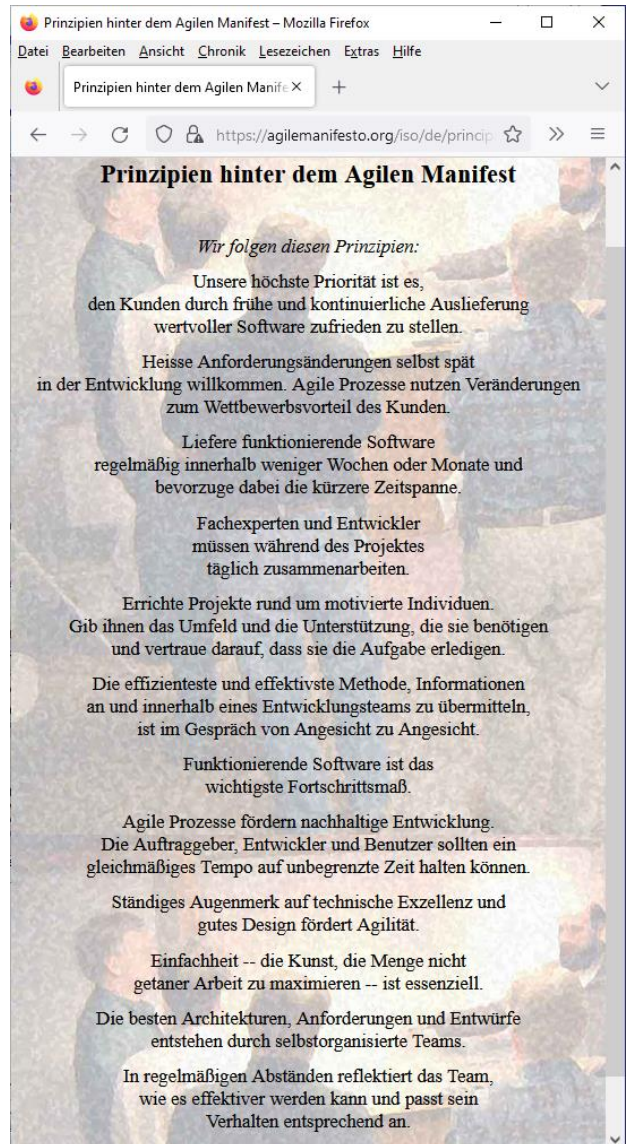 Prinzipien hinter dem Agilen Manifest – Mozilla Firefox
Datei Bearbeiten Ansicht Chronik Lesezeichen Extras Hilfe
Prinzipien hinter dem Agilen Manife
https://agilemanifesto.org/iso/de/princip
Prinzipien hinter dem Agilen Manifest
Wir folgen diesen Prinzipien:
Unsere höchste Priorität ist es,
den Kunden durch frühe und kontinuierliche Auslieferung
wertvoller Software zufrieden zu stellen.
Heisse Anforderungsänderungen selbst spät
in der Entwicklung willkommen. Agile Prozesse nutzen Veränderungen
zum Wettbewerbsvorteil des Kunden.
Liefere funktionierende Software
regelmäßig innerhalb weniger Wochen oder Monate und
bevorzuge dabei die kürzere Zeitspanne.
Fachexperten und Entwickler
müssen während des Projektes
täglich zusammenarbeiten.
Errichte Projekte rund um motivierte Individuen.
Gib ihnen das Umfeld und die Unterstützung, die sie benötigen
und vertraue darauf, dass sie die Aufgabe erledigen.
Die effizienteste und effektivste Methode, Informationen
an und innerhalb eines Entwicklungsteams zu übermitteln,
ist im Gespräch von Angesicht zu Angesicht.
Funktionierende Software ist das
wichtigste Fortschrittsmaß.
Agile Prozesse fördern nachhaltige Entwicklung.
Die Auftraggeber, Entwickler und Benutzer sollten ein
gleichmäßiges Tempo auf unbegrenzte Zeit halten können.
Ständiges Augenmerk auf technische Exzellenz und
gutes Design fördert Agilität.
Einfachheit -- die Kunst, die Menge nicht
getaner Arbeit zu maximieren -- ist essenziell.
Die besten Architekturen, Anforderungen und Entwürfe
entstehen durch selbstorganisierte Teams.
In regelmäßigen Abständen reflektiert das Team,
wie es effektiver werden kann und passt sein
Verhalten entsprechend an.